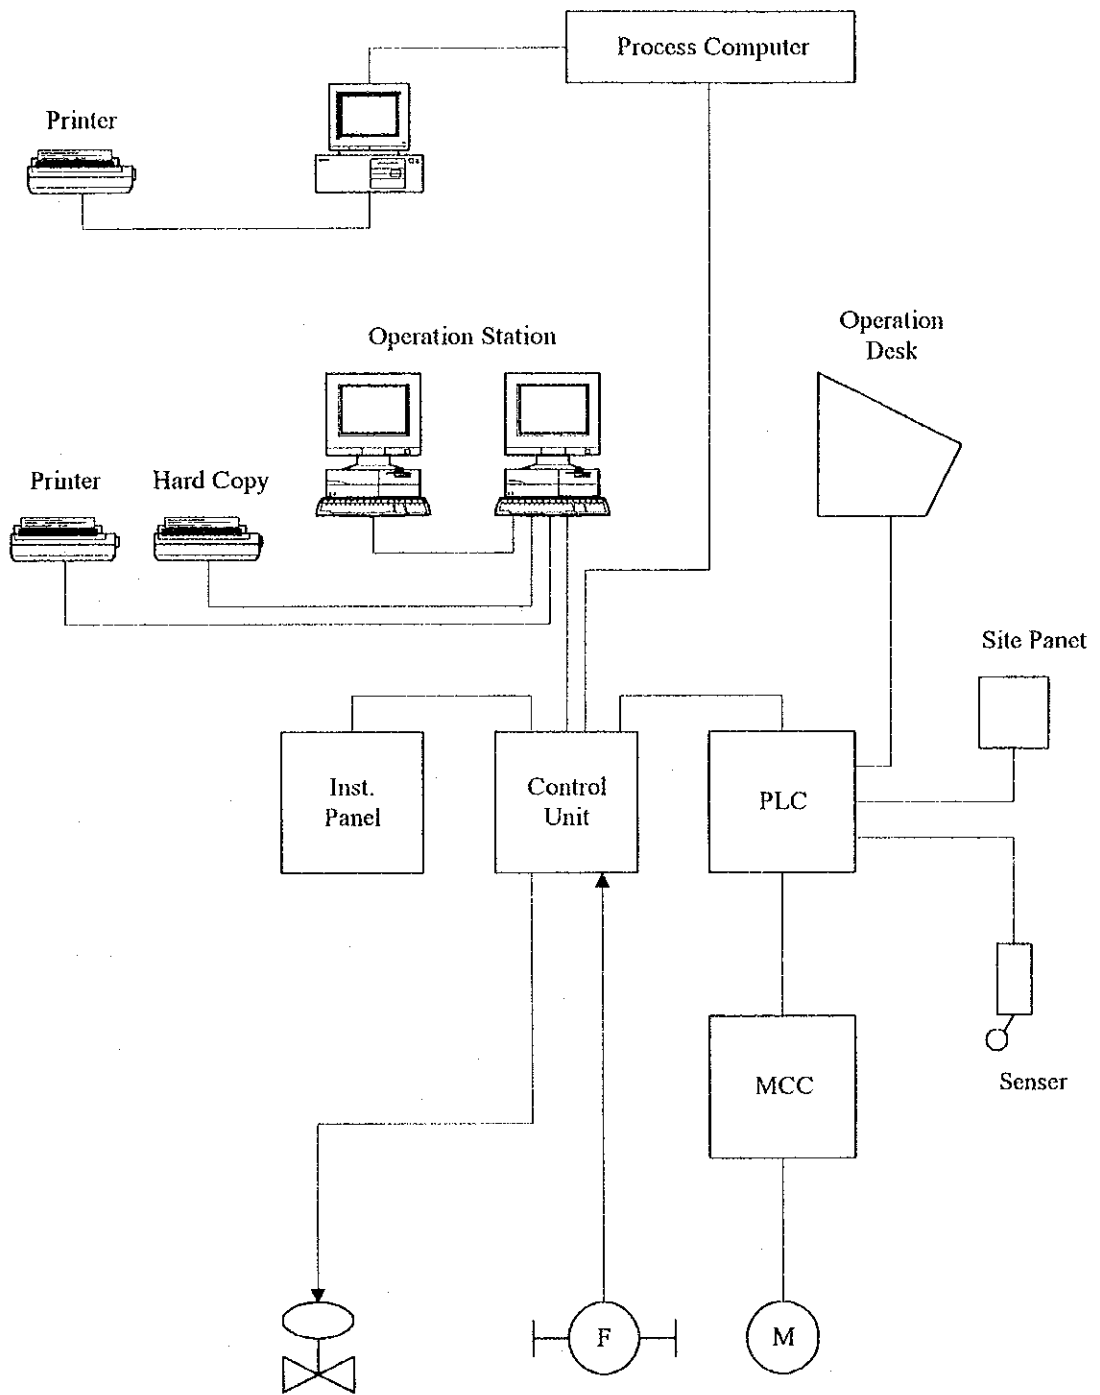 Process Computer
Printer
Operation Station
Operation
Desk
Printer
Hard Copy
Site Panet
Inst.
Panel
Control
Unit
PLC
MCC
Senser
F
M